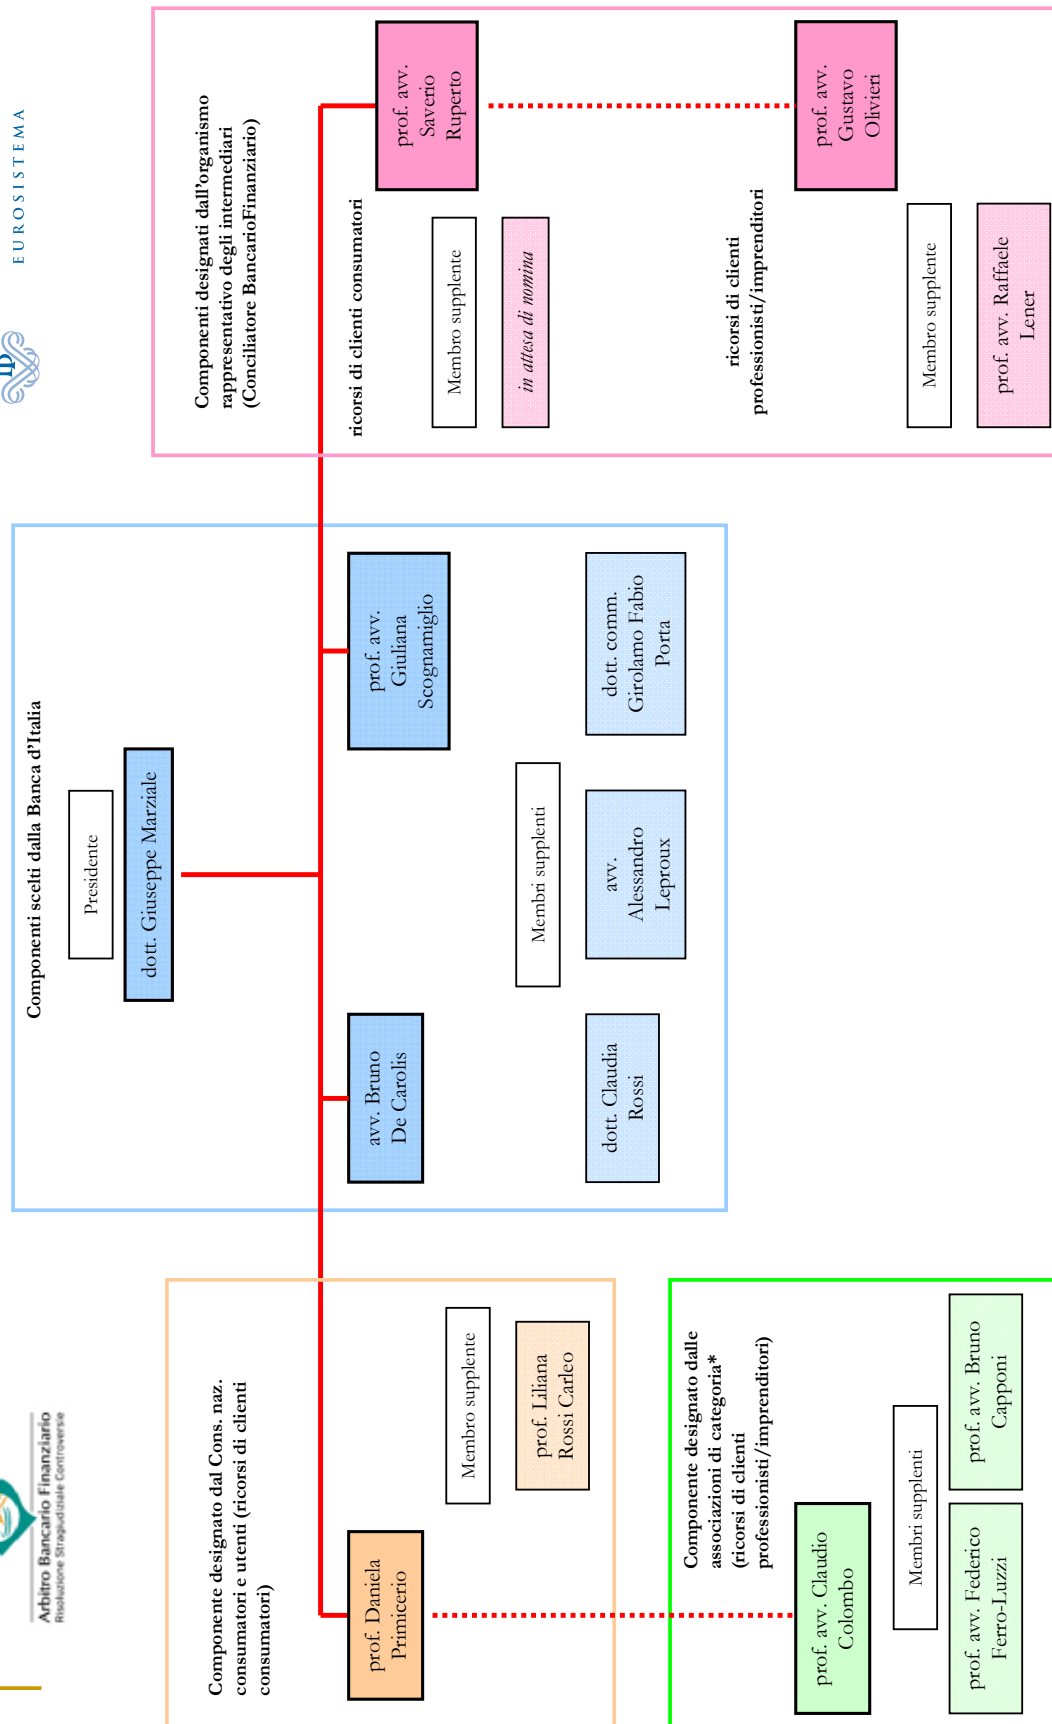 Arbitro Bancario Finanziario
Risoluzione Stragiudiziale Controversie
EUROSISTEMA
Componenti scelti dalla Banca d'Italia
Presidente
dott. Giuseppe Marziale
avv. Bruno
De Carolis
prof. avv.
Giuliana
Scognamiglio
Membri supplenti
dott. Claudia
Rossi
avv.
Alessandro
Leproux
dott. comm.
Girolamo Fabio
Porta
Componente designato dal Cons. naz.
consumatori e utenti (ricorsi di clienti
consumatori)
prof. Daniela
Primicerio
Membro supplente
prof. Liliana
Rossi Carleo
Componente designato dalle
associazioni di categoria*
(ricorsi di clienti
professionisti/imprenditori)
prof. avv. Claudio
Colombo
Membri supplenti
prof. avv. Federico
Ferro-Luzzi
prof. avv. Bruno
Capponi
Componenti designati dall'organismo
rappresentativo degli intermediari
(Conciliatore BancarioFinanziario)
ricorsi di clienti consumatori
prof. avv.
Saverio
Ruperto
Membro supplente
in attesa di nomina
ricorsi di clienti
professionisti/imprenditori
prof. avv.
Gustavo
Olivieri
Membro supplente
prof. avv. Raffaele
Lener